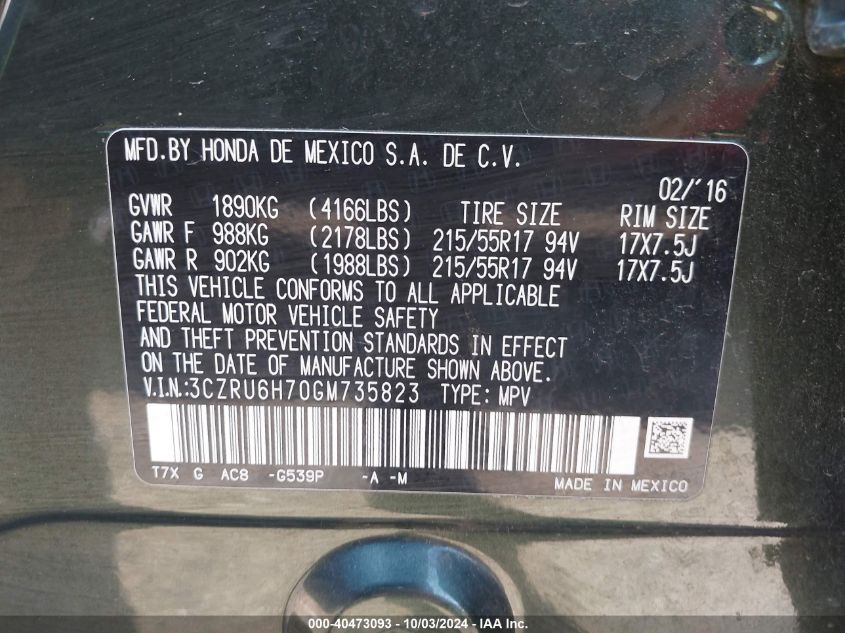 MFD.BY HONDA DE MEXICO S.A. DE C.V.
02/'16
GVWR 1890KG (4166LBS) TIRE SIZE RIM SIZE
GAWR F 988KG (2178LBS) 215/55R17 94V 17X7.5J
GAWR R 902KG (1988LBS) 215/55R17 94V 17X7.5J
THIS VEHICLE CONFORMS TO ALL APPLICABLE
FEDERAL MOTOR VEHICLE SAFETY
AND THEFT PREVENTION STANDARDS IN EFFECT
ON THE DATE OF MANUFACTURE SHOWN ABOVE.
V.I.N.:3CZRU6H70GM735823 TYPE: MPV
T7X G AC8 -G539P -A -M
MADE IN MEXICO
000-40473093 - 10/03/2024 - IAA Inc.